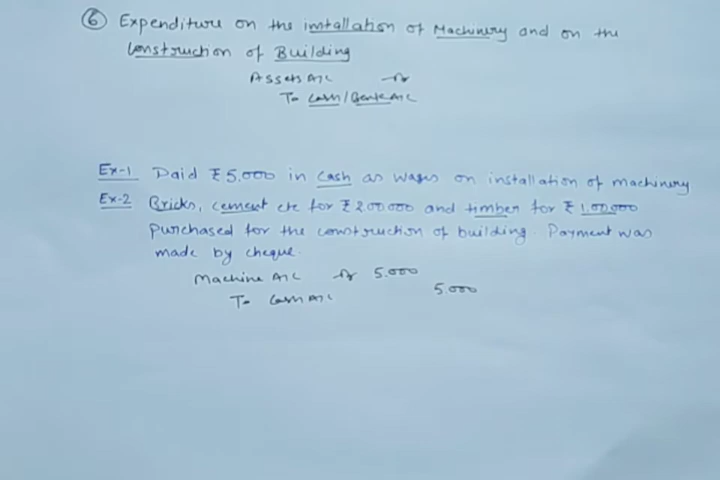 ⑥ Expenditure on the installation of Machinery and on the
Construction of Building
Assets A/c Dr
To Cash/Bank A/c
Ex-1 Paid ₹5,000 in cash as wages on installation of machinery
Ex-2 Bricks, cement etc for ₹200000 and timber for ₹1,00,000
purchased for the construction of building. Payment was
made by cheque.
Machine A/c Dr 5,000
To Cash A/c 5,000